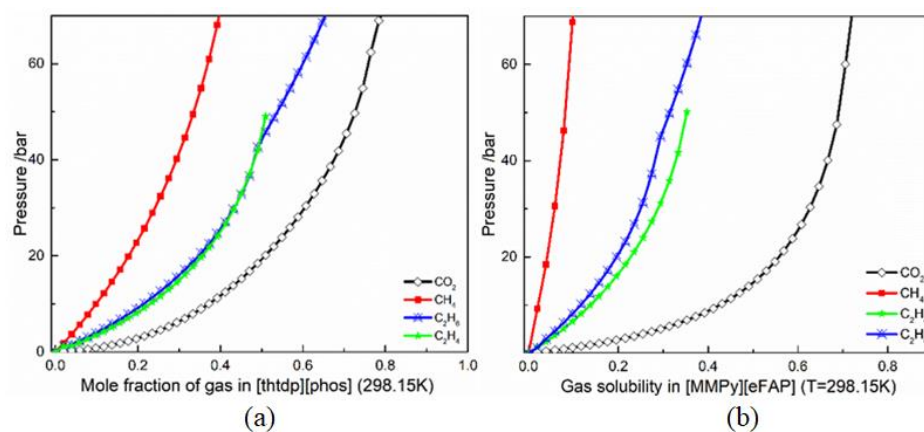 60
40
20
0
0.0 0.2 0.4 0.6 0.8 1.0
Pressure /bar
CO₂
CH₄
C₂H₆
C₂H₄
Mole fraction of gas in [thtdp][phos] (298.15K)
(a)
60
40
20
0.0 0.2 0.4 0.6 0.8
Pressure /bar
CO₂
CH₄
C₂H
C₂H
Gas solubility in [MMPy][eFAP] (T=298.15K)
(b)